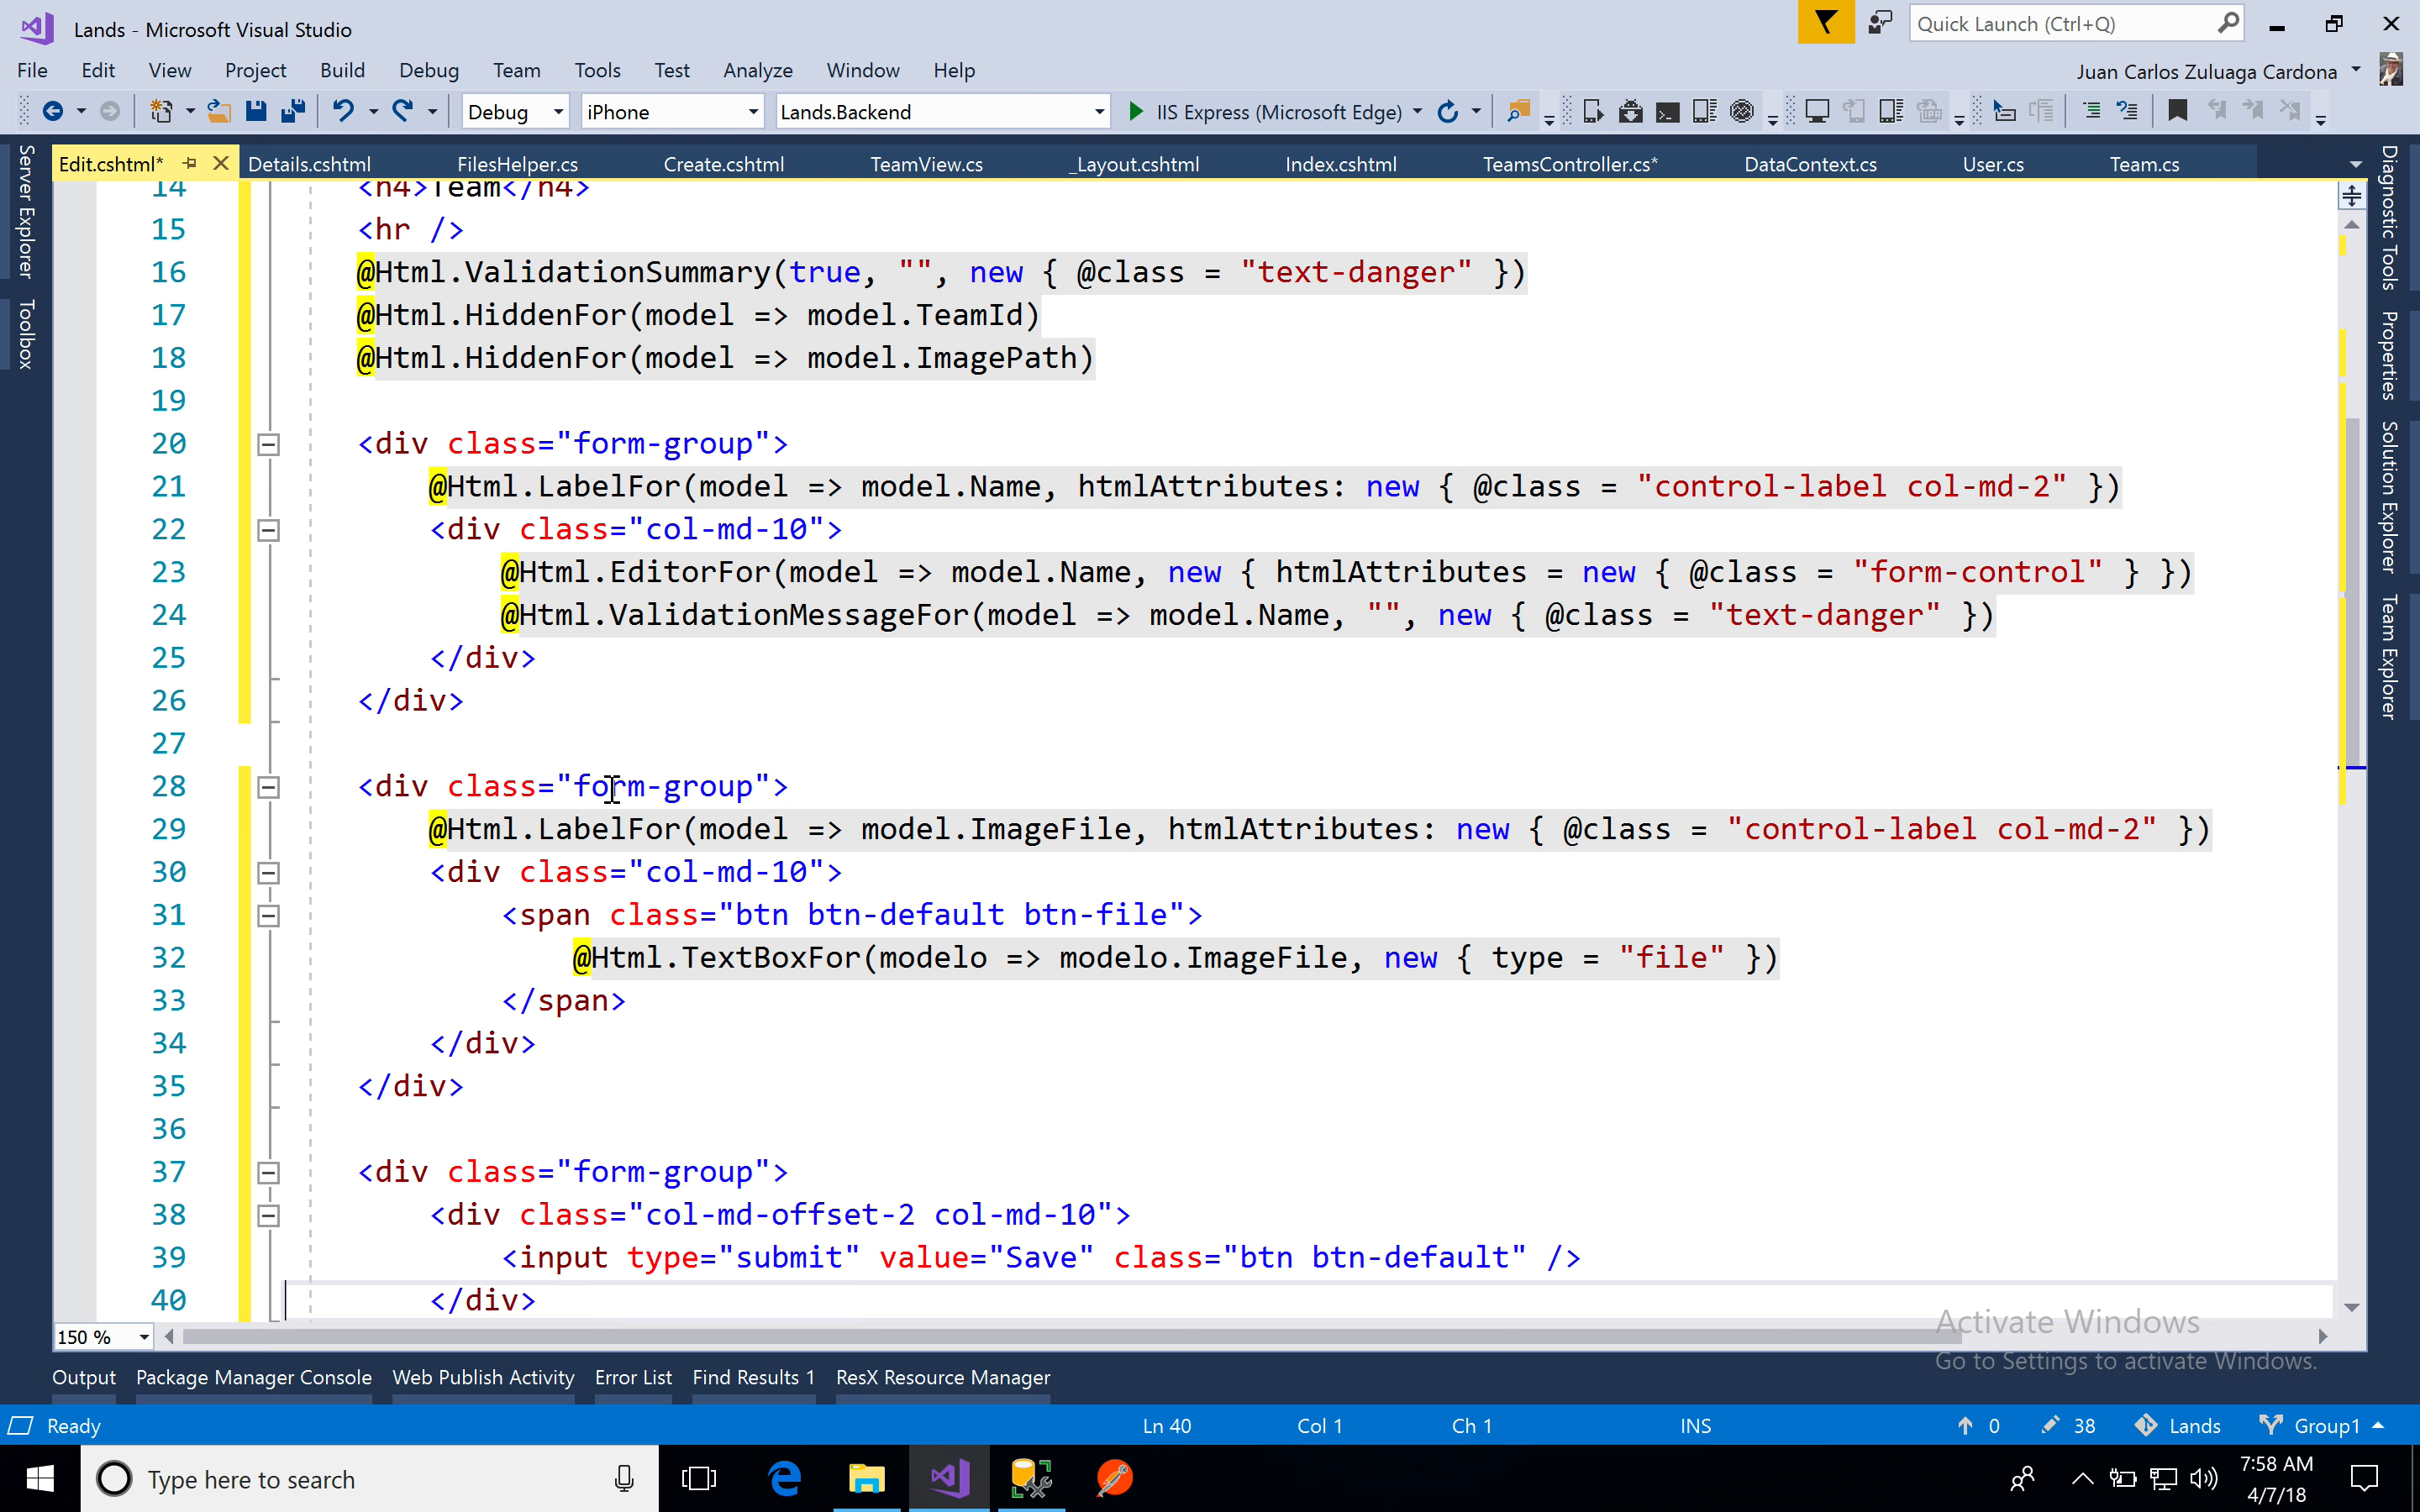 Lands - Microsoft Visual Studio
Quick Launch (Ctrl+Q)
File Edit View Project Build Debug Team Tools Test Analyze Window Help
Juan Carlos Zuluaga Cardona
Debug iPhone Lands.Backend IIS Express (Microsoft Edge)
Edit.cshtml* Details.cshtml FilesHelper.cs Create.cshtml TeamView.cs _Layout.cshtml Index.cshtml TeamsController.cs* DataContext.cs User.cs Team.cs
Server Explorer
Toolbox
Diagnostic Tools
Properties
Solution Explorer
Team Explorer
14 <h4>Team</h4>
15 <hr />
16 @Html.ValidationSummary(true, "", new { @class = "text-danger" })
17 @Html.HiddenFor(model => model.TeamId)
18 @Html.HiddenFor(model => model.ImagePath)
19
20 <div class="form-group">
21 @Html.LabelFor(model => model.Name, htmlAttributes: new { @class = "control-label col-md-2" })
22 <div class="col-md-10">
23 @Html.EditorFor(model => model.Name, new { htmlAttributes = new { @class = "form-control" } })
24 @Html.ValidationMessageFor(model => model.Name, "", new { @class = "text-danger" })
25 </div>
26 </div>
27
28 <div class="form-group">
29 @Html.LabelFor(model => model.ImageFile, htmlAttributes: new { @class = "control-label col-md-2" })
30 <div class="col-md-10">
31 <span class="btn btn-default btn-file">
32 @Html.TextBoxFor(modelo => modelo.ImageFile, new { type = "file" })
33 </span>
34 </div>
35 </div>
36
37 <div class="form-group">
38 <div class="col-md-offset-2 col-md-10">
39 <input type="submit" value="Save" class="btn btn-default" />
40 </div>
Activate Windows
Go to Settings to activate Windows.
150 %
Output Package Manager Console Web Publish Activity Error List Find Results 1 ResX Resource Manager
Ready Ln 40 Col 1 Ch 1 INS 0 38 Lands Group1
Type here to search
7:58 AM
4/7/18